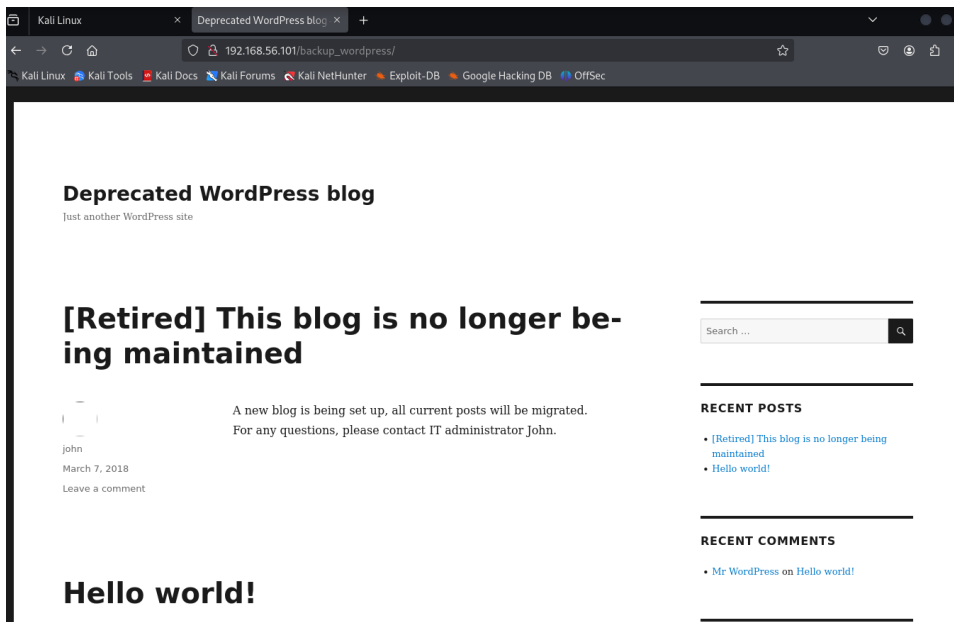 Kali Linux
Deprecated WordPress blog
192.168.56.101/backup_wordpress/
Kali Linux Kali Tools Kali Docs Kali Forums Kali NetHunter Exploit-DB Google Hacking DB OffSec
Deprecated WordPress blog
Just another WordPress site
[Retired] This blog is no longer be-
ing maintained
john
March 7, 2018
Leave a comment
A new blog is being set up, all current posts will be migrated.
For any questions, please contact IT administrator John.
Hello world!
Search ...
RECENT POSTS
[Retired] This blog is no longer being
maintained
Hello world!
RECENT COMMENTS
Mr WordPress on Hello world!